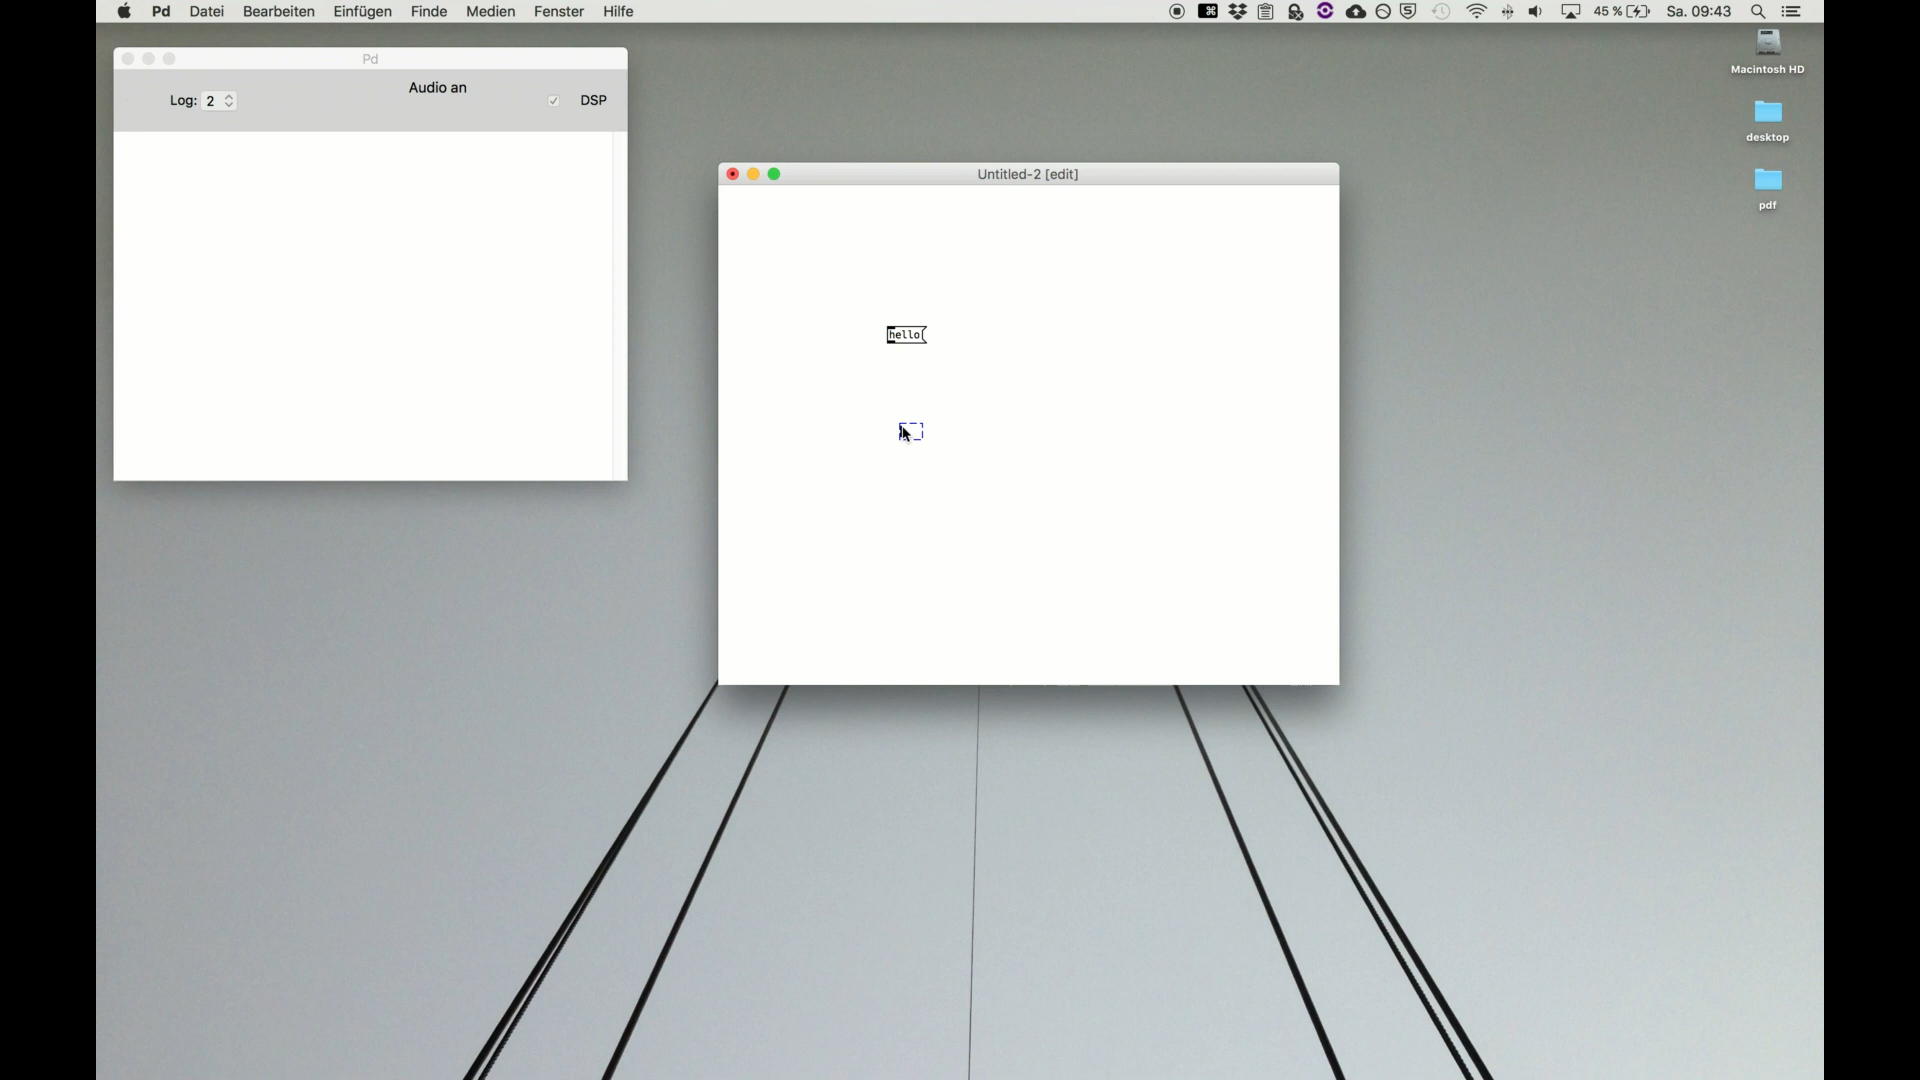 Pd Datei Bearbeiten Einfügen Finde Medien Fenster Hilfe 45 % Sa. 09:43
Macintosh HD
desktop
pdf
Pd
Audio an
Log: 2 DSP
Untitled-2 [edit]
hello